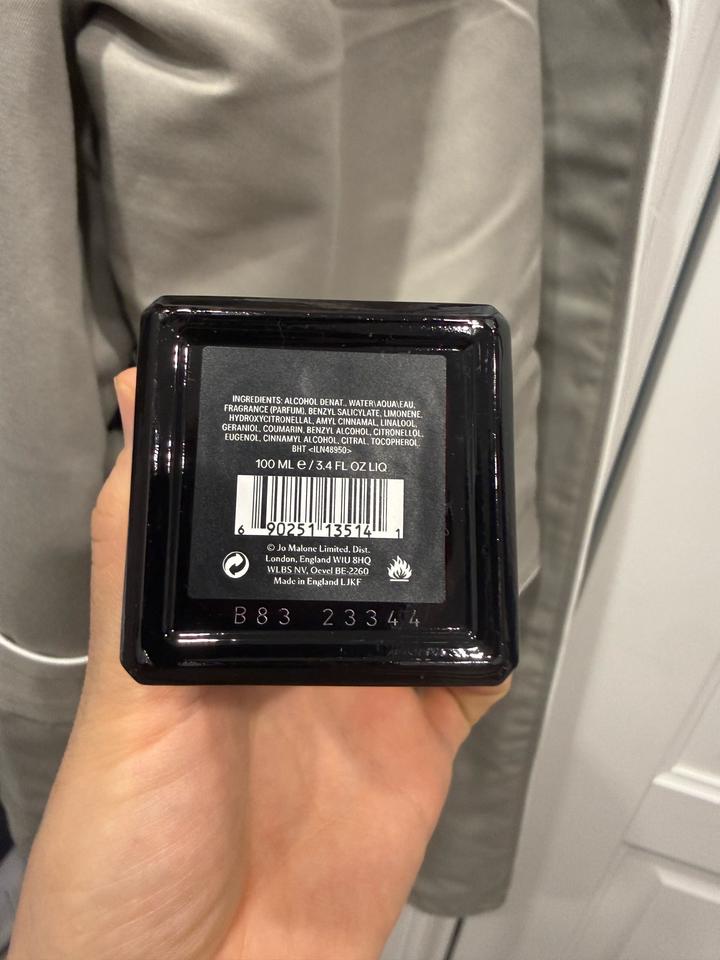 INGREDIENTS: ALCOHOL DENAT., WATER\AQUA\EAU,
FRAGRANCE (PARFUM), BENZYL SALICYLATE, LIMONENE,
HYDROXYCITRONELLAL, AMYL CINNAMAL, LINALOOL,
GERANIOL, COUMARIN, BENZYL ALCOHOL, CITRONELLOL,
EUGENOL, CINNAMYL ALCOHOL, CITRAL, TOCOPHEROL,
BHT <ILN48950>
100 ML e / 3.4 FL OZ LIQ
6 90251 13514 1
© Jo Malone Limited, Dist.
London, England W1U 8HQ
WLBS NV, Oevel BE-2260
Made in England LJKF
B83 23344